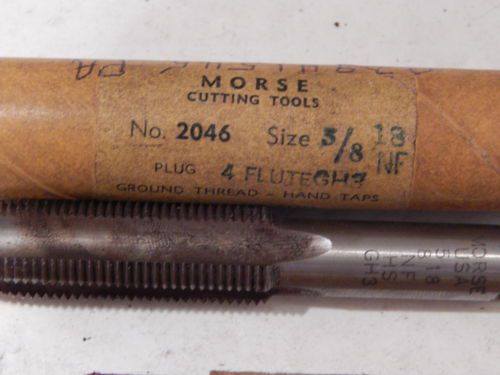 MORSE
CUTTING TOOLS
No. 2046 Size 5/8 18 NF
PLUG 4 FLUTE GH3
GROUND THREAD - HAND TAPS
MORSE
USA
5 18
8 NF
HS
GH3